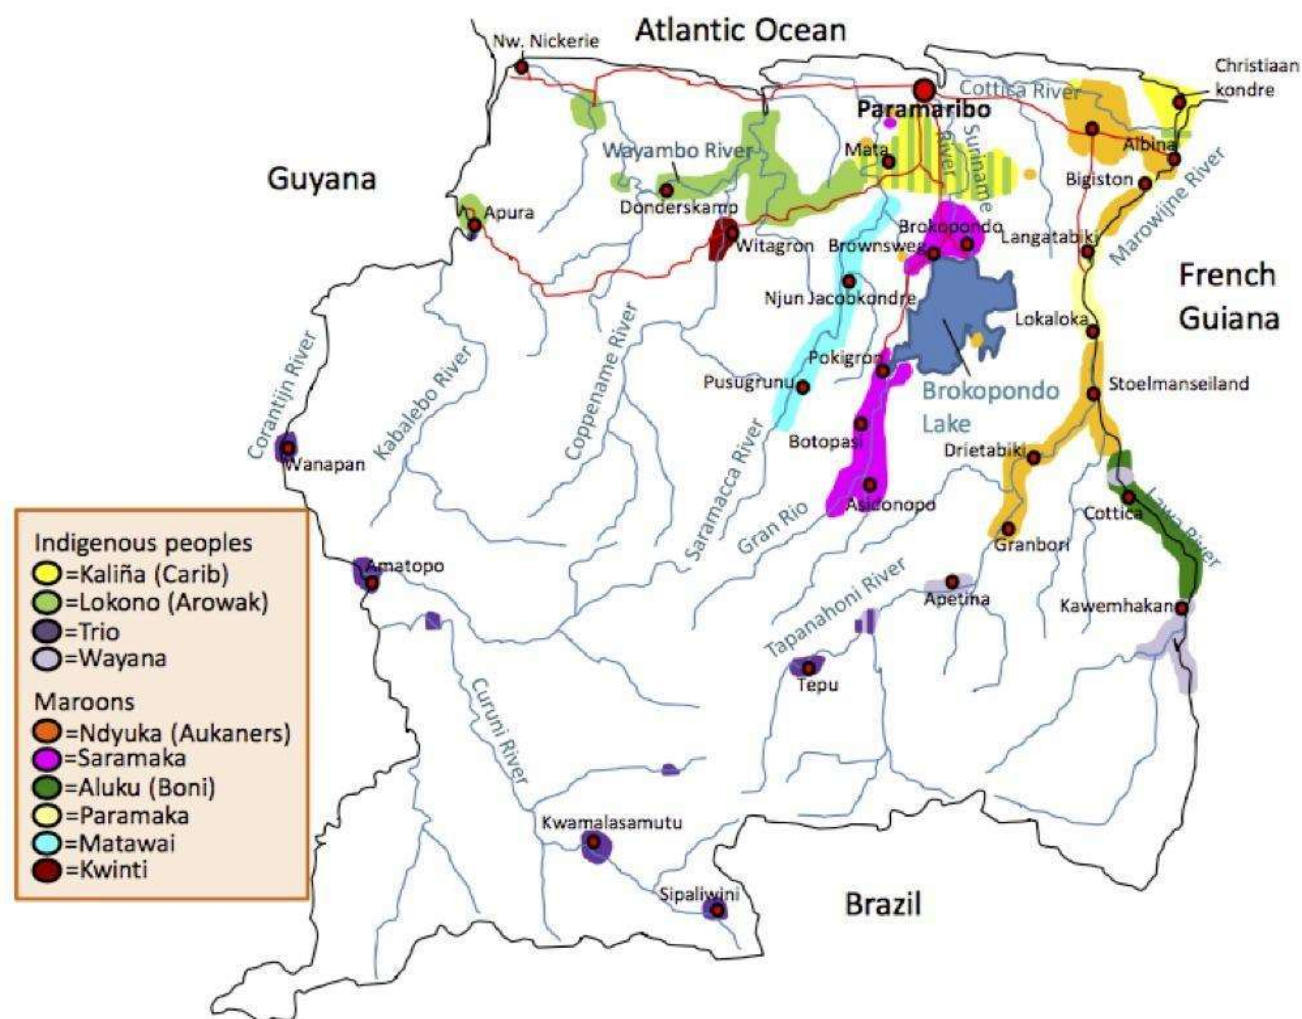 Atlantic Ocean
Nw. Nickerie
Christiaan
kondre
Cottica River
Paramaribo
Wayambo River
Mata
River
Suriname
Albina
Guyana
Bigiston
Marowijne River
Apura
Donderskamp
Witagron
Brownsweg
Brokopondo
Langatabiki
French
Guiana
Njun Jacobkondre
Lokaloka
Corantijn River
Kabalebo River
Coppename River
Pusugrunu
Pokigron
Stoelmanseiland
Brokopondo
Lake
Botopasi
Drietabiki
Wanapan
Saramacca River
Asidonopo
Gran Rio
Granbori
Cottica
Lawa River
Amatopo
Tapanahoni River
Apetina
Kawemhakan
Tepu
Curuni River
Kwamalasamutu
Sipaliwini
Brazil
Indigenous peoples
=Kaliña (Carib)
=Lokono (Arowak)
=Trio
=Wayana
Maroons
=Ndyuka (Aukaners)
=Saramaka
=Aluku (Boni)
=Paramaka
=Matawai
=Kwinti